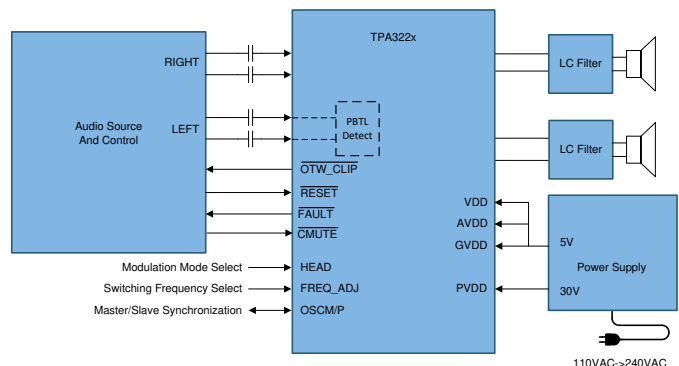 TPA322x
RIGHT
LEFT
Audio Source
And Control
PBTL
Detect
OTW_CLIP
RESET
FAULT
CMUTE
Modulation Mode Select
HEAD
Switching Frequency Select
FREQ_ADJ
Master/Slave Synchronization
OSCM/P
VDD
AVDD
GVDD
PVDD
LC Filter
LC Filter
5V
Power Supply
30V
110VAC->240VAC